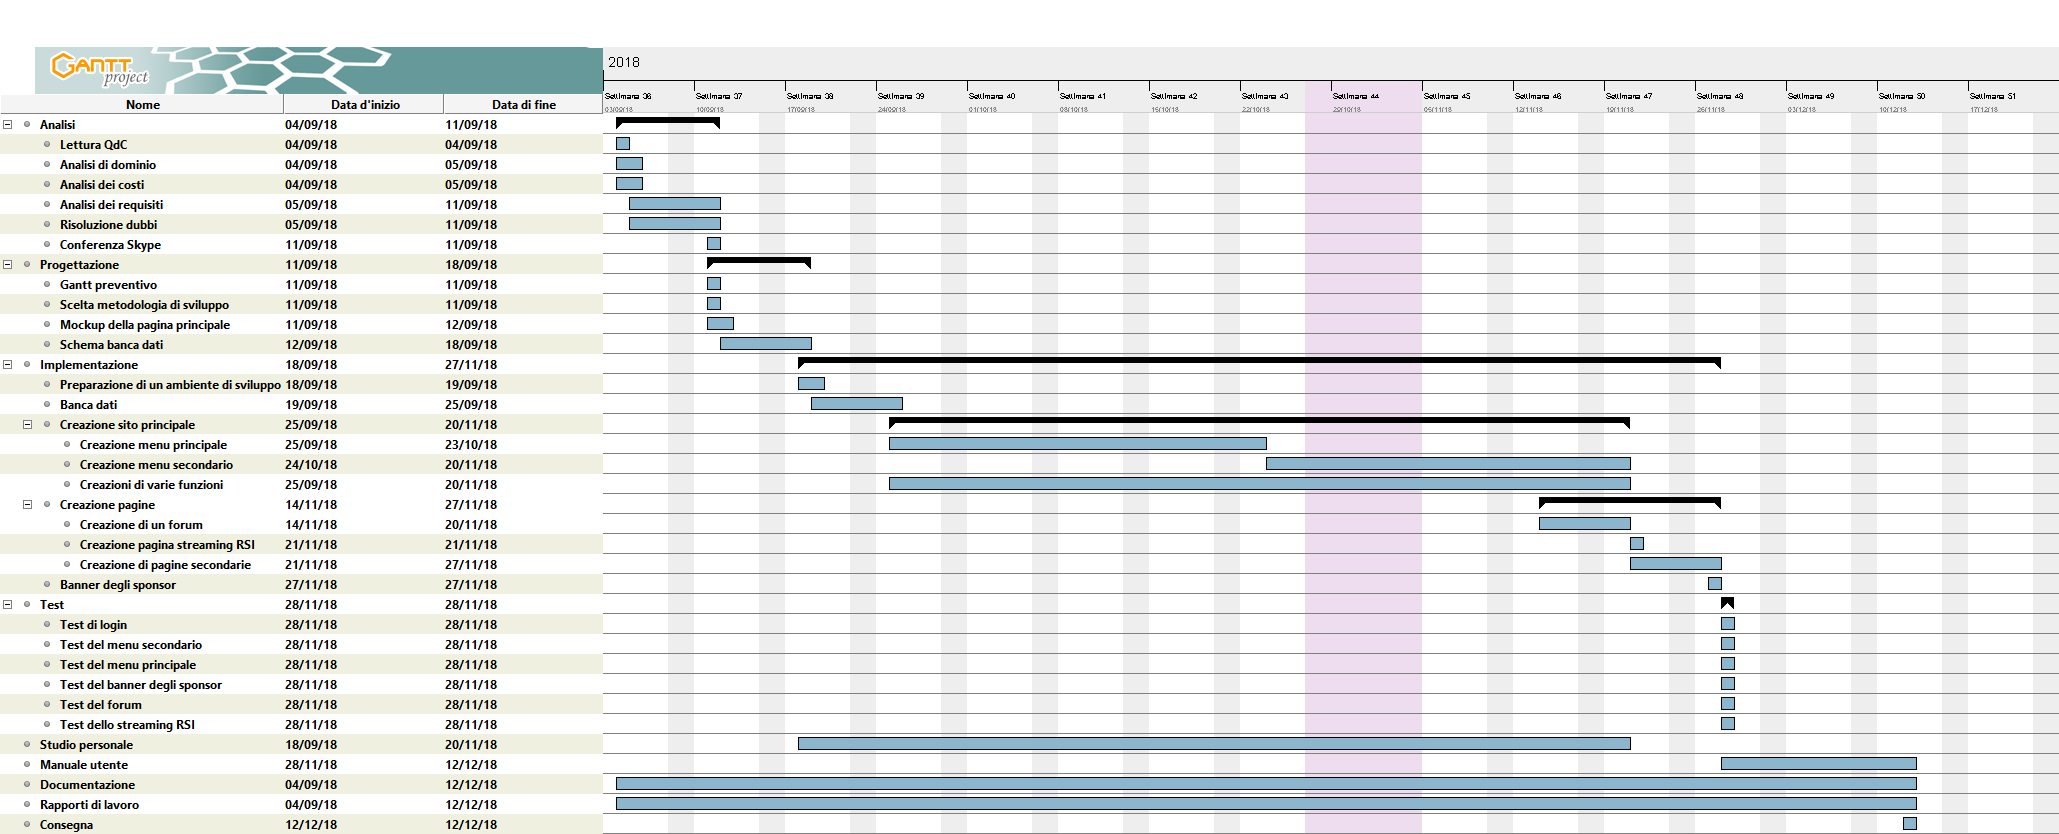 GANTT
project
2018
Nome Data d'inizio Data di fine
Settimana 36 Settimana 37 Settimana 38 Settimana 39 Settimana 40 Settimana 41 Settimana 42 Settimana 43 Settimana 44 Settimana 45 Settimana 46 Settimana 47 Settimana 48 Settimana 49 Settimana 50 Settimana 51
03/09/18 10/09/18 17/09/18 24/09/18 01/10/18 08/10/18 15/10/18 22/10/18 29/10/18 05/11/18 12/11/18 19/11/18 26/11/18 03/12/18 10/12/18 17/12/18
Analisi 04/09/18 11/09/18
Lettura QdC 04/09/18 04/09/18
Analisi di dominio 04/09/18 05/09/18
Analisi dei costi 04/09/18 05/09/18
Analisi dei requisiti 05/09/18 11/09/18
Risoluzione dubbi 05/09/18 11/09/18
Conferenza Skype 11/09/18 11/09/18
Progettazione 11/09/18 18/09/18
Gantt preventivo 11/09/18 11/09/18
Scelta metodologia di sviluppo 11/09/18 11/09/18
Mockup della pagina principale 11/09/18 12/09/18
Schema banca dati 12/09/18 18/09/18
Implementazione 18/09/18 27/11/18
Preparazione di un ambiente di sviluppo 18/09/18 19/09/18
Banca dati 19/09/18 25/09/18
Creazione sito principale 25/09/18 20/11/18
Creazione menu principale 25/09/18 23/10/18
Creazione menu secondario 24/10/18 20/11/18
Creazioni di varie funzioni 25/09/18 20/11/18
Creazione pagine 14/11/18 27/11/18
Creazione di un forum 14/11/18 20/11/18
Creazione pagina streaming RSI 21/11/18 21/11/18
Creazione di pagine secondarie 21/11/18 27/11/18
Banner degli sponsor 27/11/18 27/11/18
Test 28/11/18 28/11/18
Test di login 28/11/18 28/11/18
Test del menu secondario 28/11/18 28/11/18
Test del menu principale 28/11/18 28/11/18
Test del banner degli sponsor 28/11/18 28/11/18
Test del forum 28/11/18 28/11/18
Test dello streaming RSI 28/11/18 28/11/18
Studio personale 18/09/18 20/11/18
Manuale utente 28/11/18 12/12/18
Documentazione 04/09/18 12/12/18
Rapporti di lavoro 04/09/18 12/12/18
Consegna 12/12/18 12/12/18